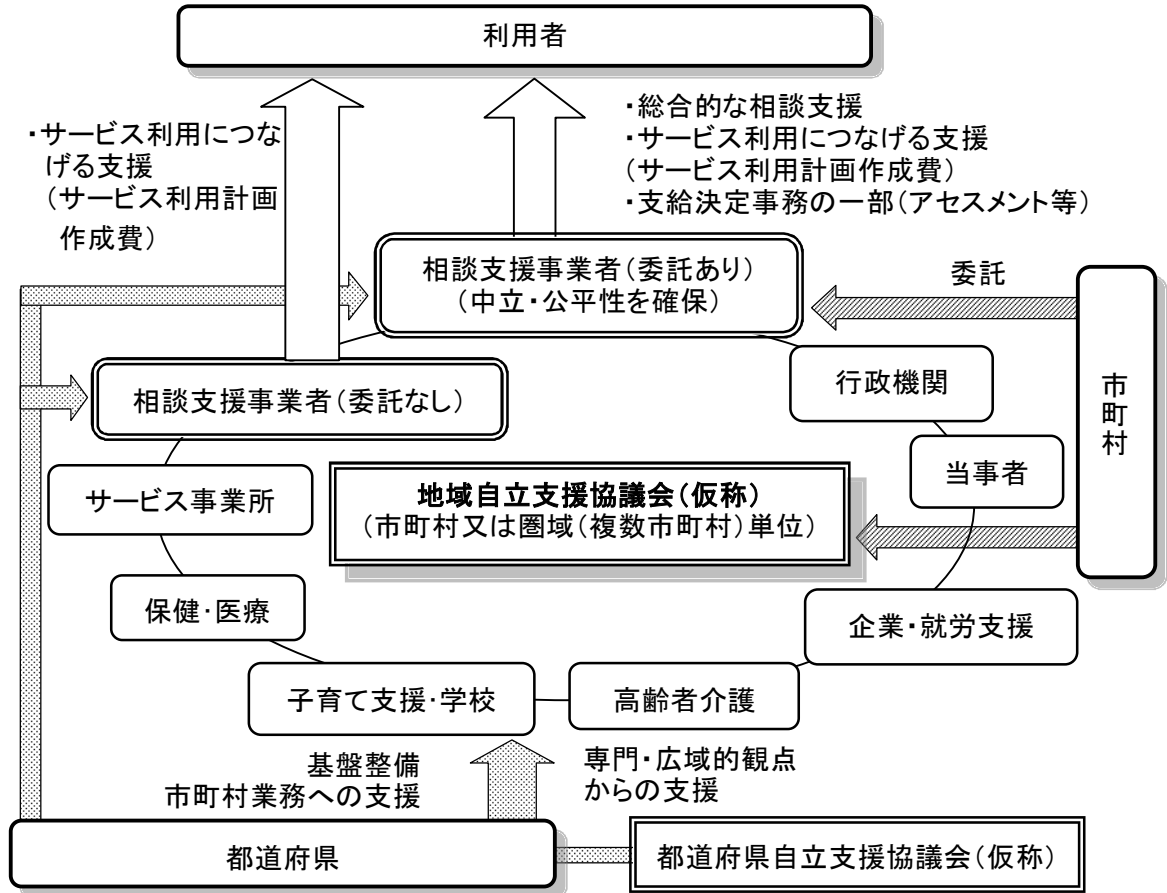 利用者
・サービス利用につな
げる支援
(サービス利用計画
作成費)
・総合的な相談支援
・サービス利用につなげる支援
(サービス利用計画作成費)
・支給決定事務の一部(アセスメント等)
相談支援事業者(委託あり)
(中立・公平性を確保)
委託
市町村
行政機関
相談支援事業者(委託なし)
当事者
サービス事業所
地域自立支援協議会(仮称)
(市町村又は圏域(複数市町村)単位)
保健・医療
企業・就労支援
子育て支援・学校
高齢者介護
基盤整備
市町村業務への支援
専門・広域的観点
からの支援
都道府県
都道府県自立支援協議会(仮称)